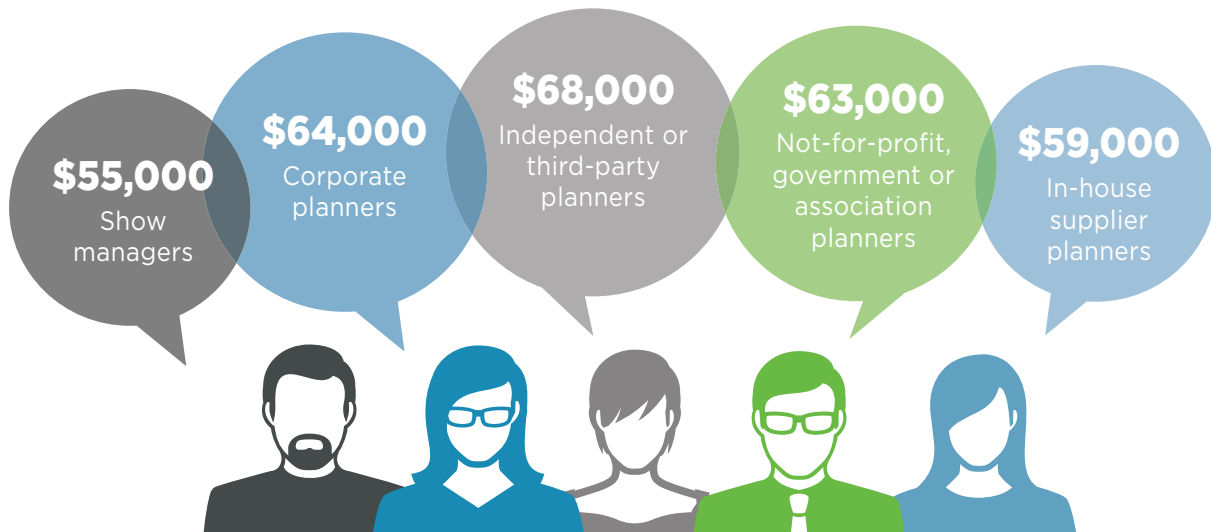 $55,000
Show
managers
$64,000
Corporate
planners
$68,000
Independent or
third-party
planners
$63,000
Not-for-profit,
government or
association
planners
$59,000
In-house
supplier
planners